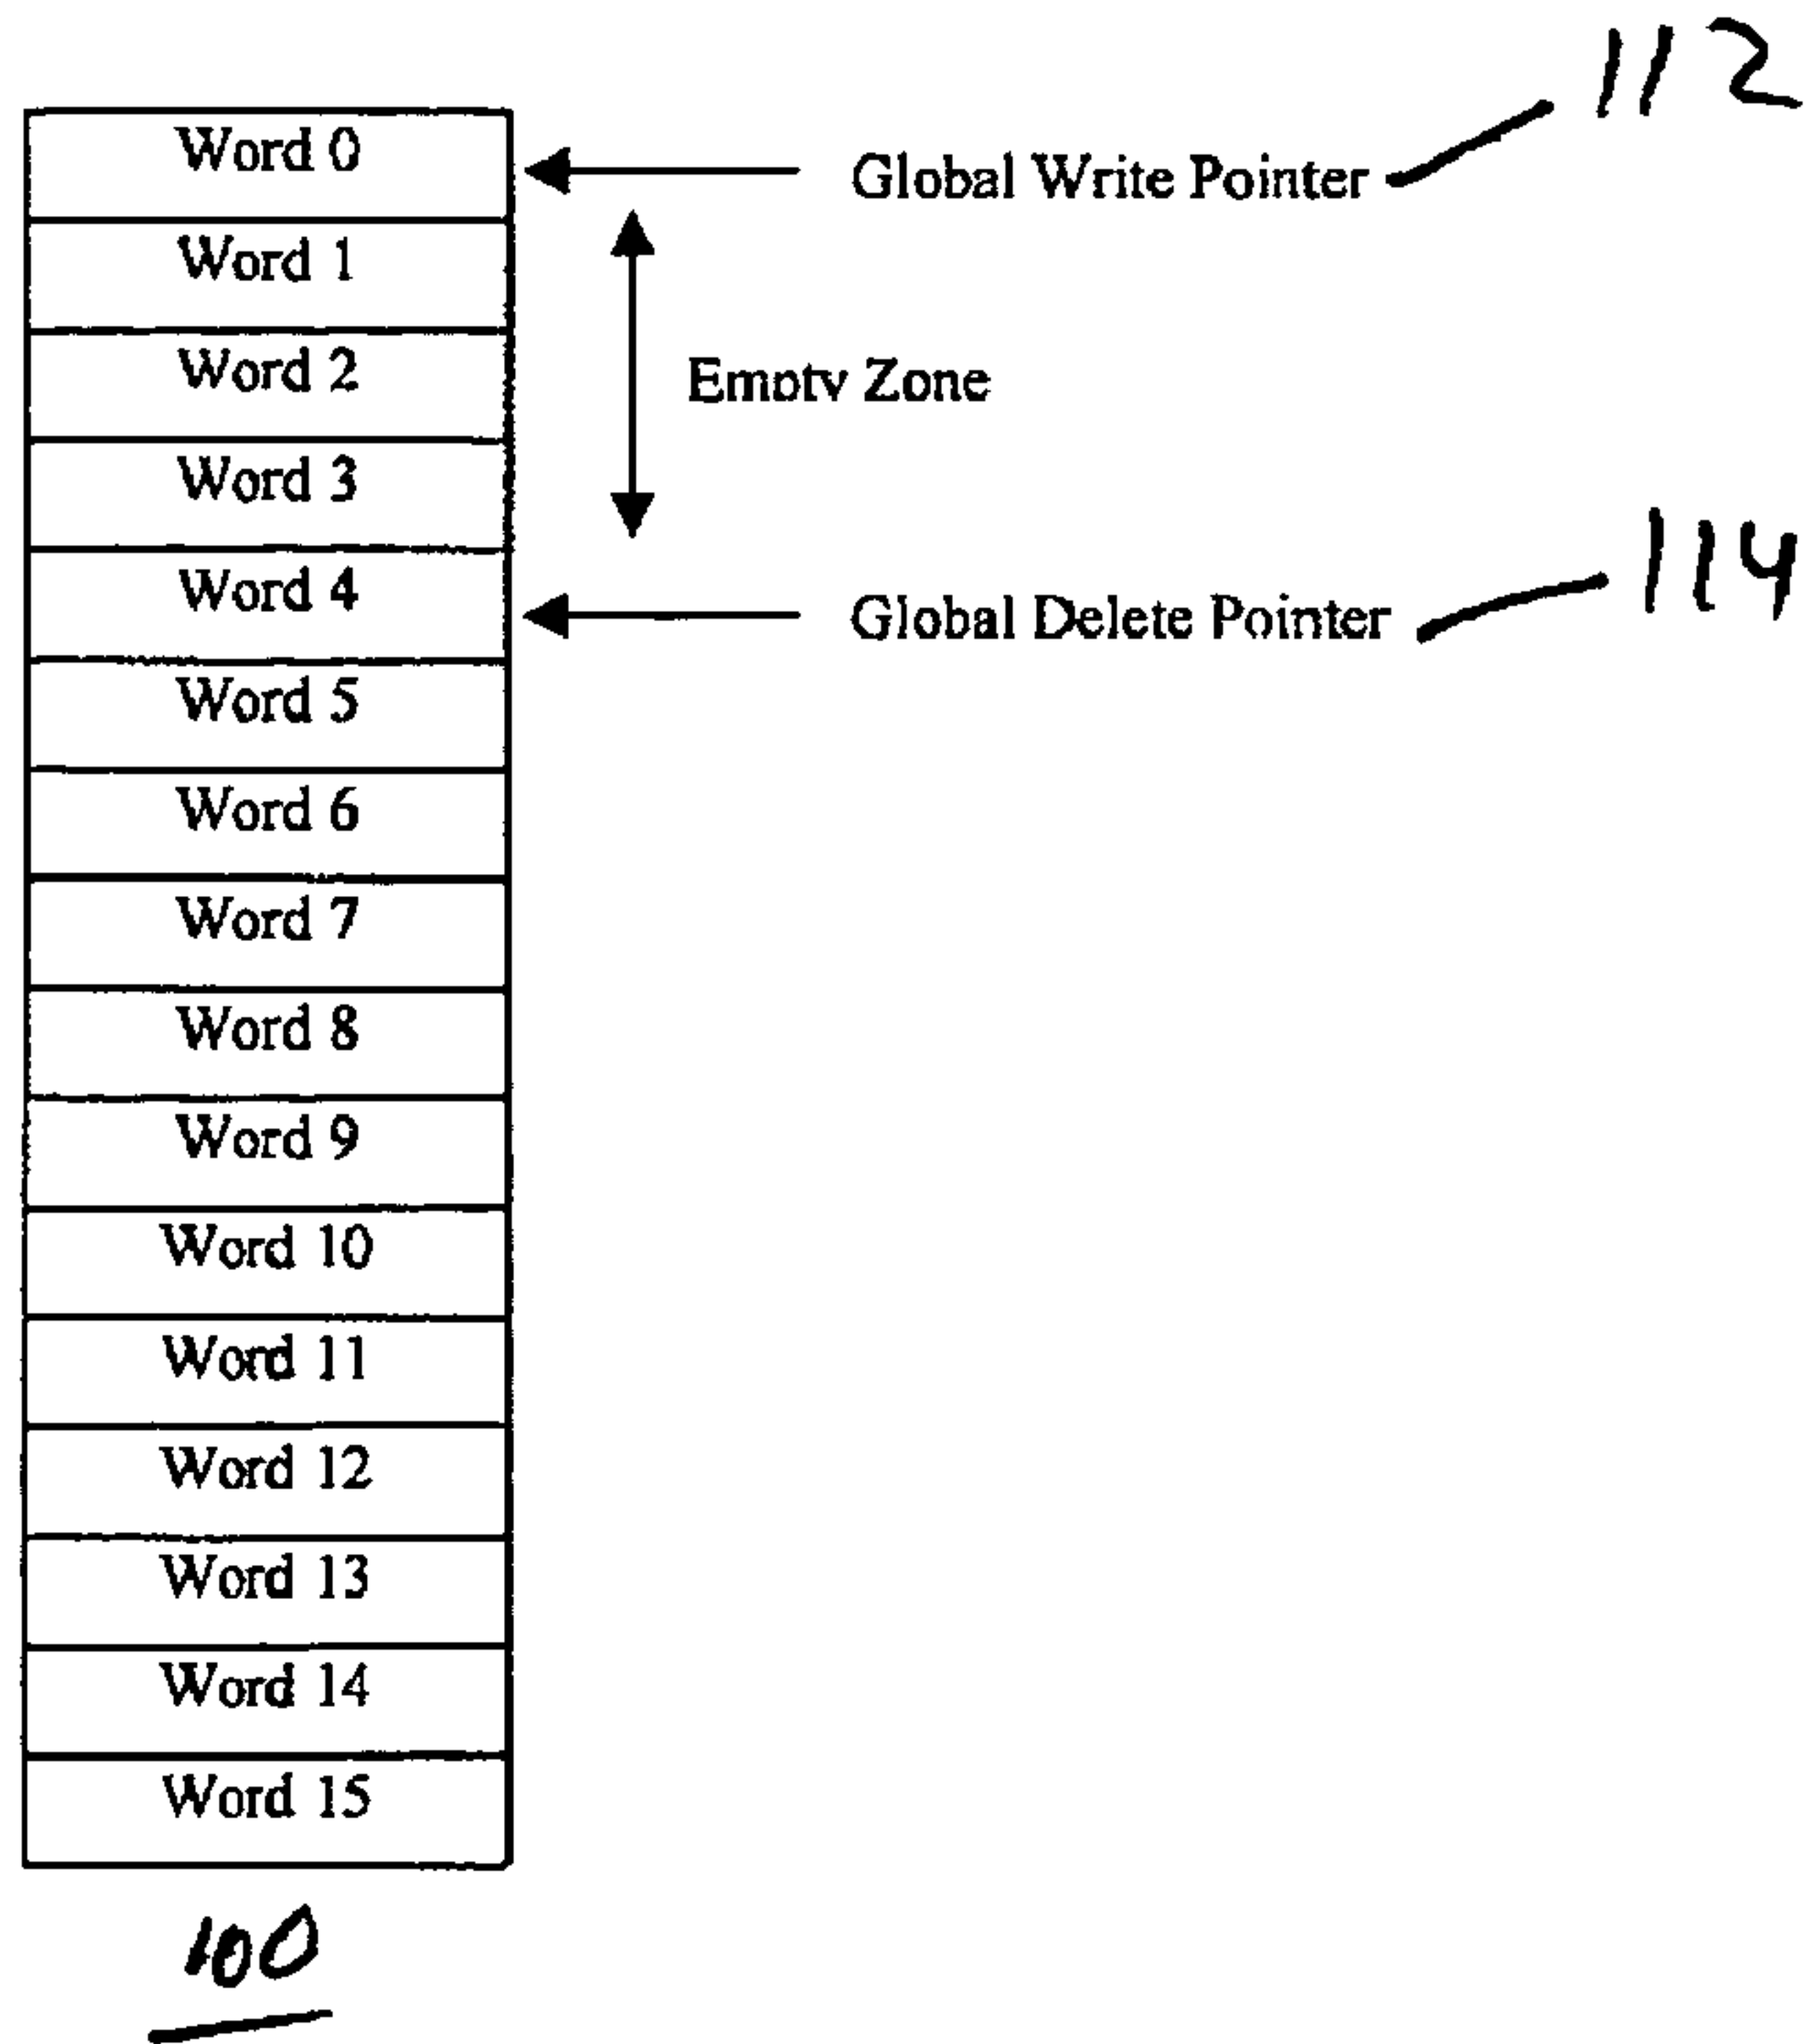 112
Word 0
Global Write Pointer
Word 1
Word 2
Emotv Zone
Word 3
114
Word 4
Global Delete Pointer
Word 5
Word 6
Word 7
Word 8
Word 9
Word 10
Word 11
Word 12
Word 13
Word 14
Word 15
100